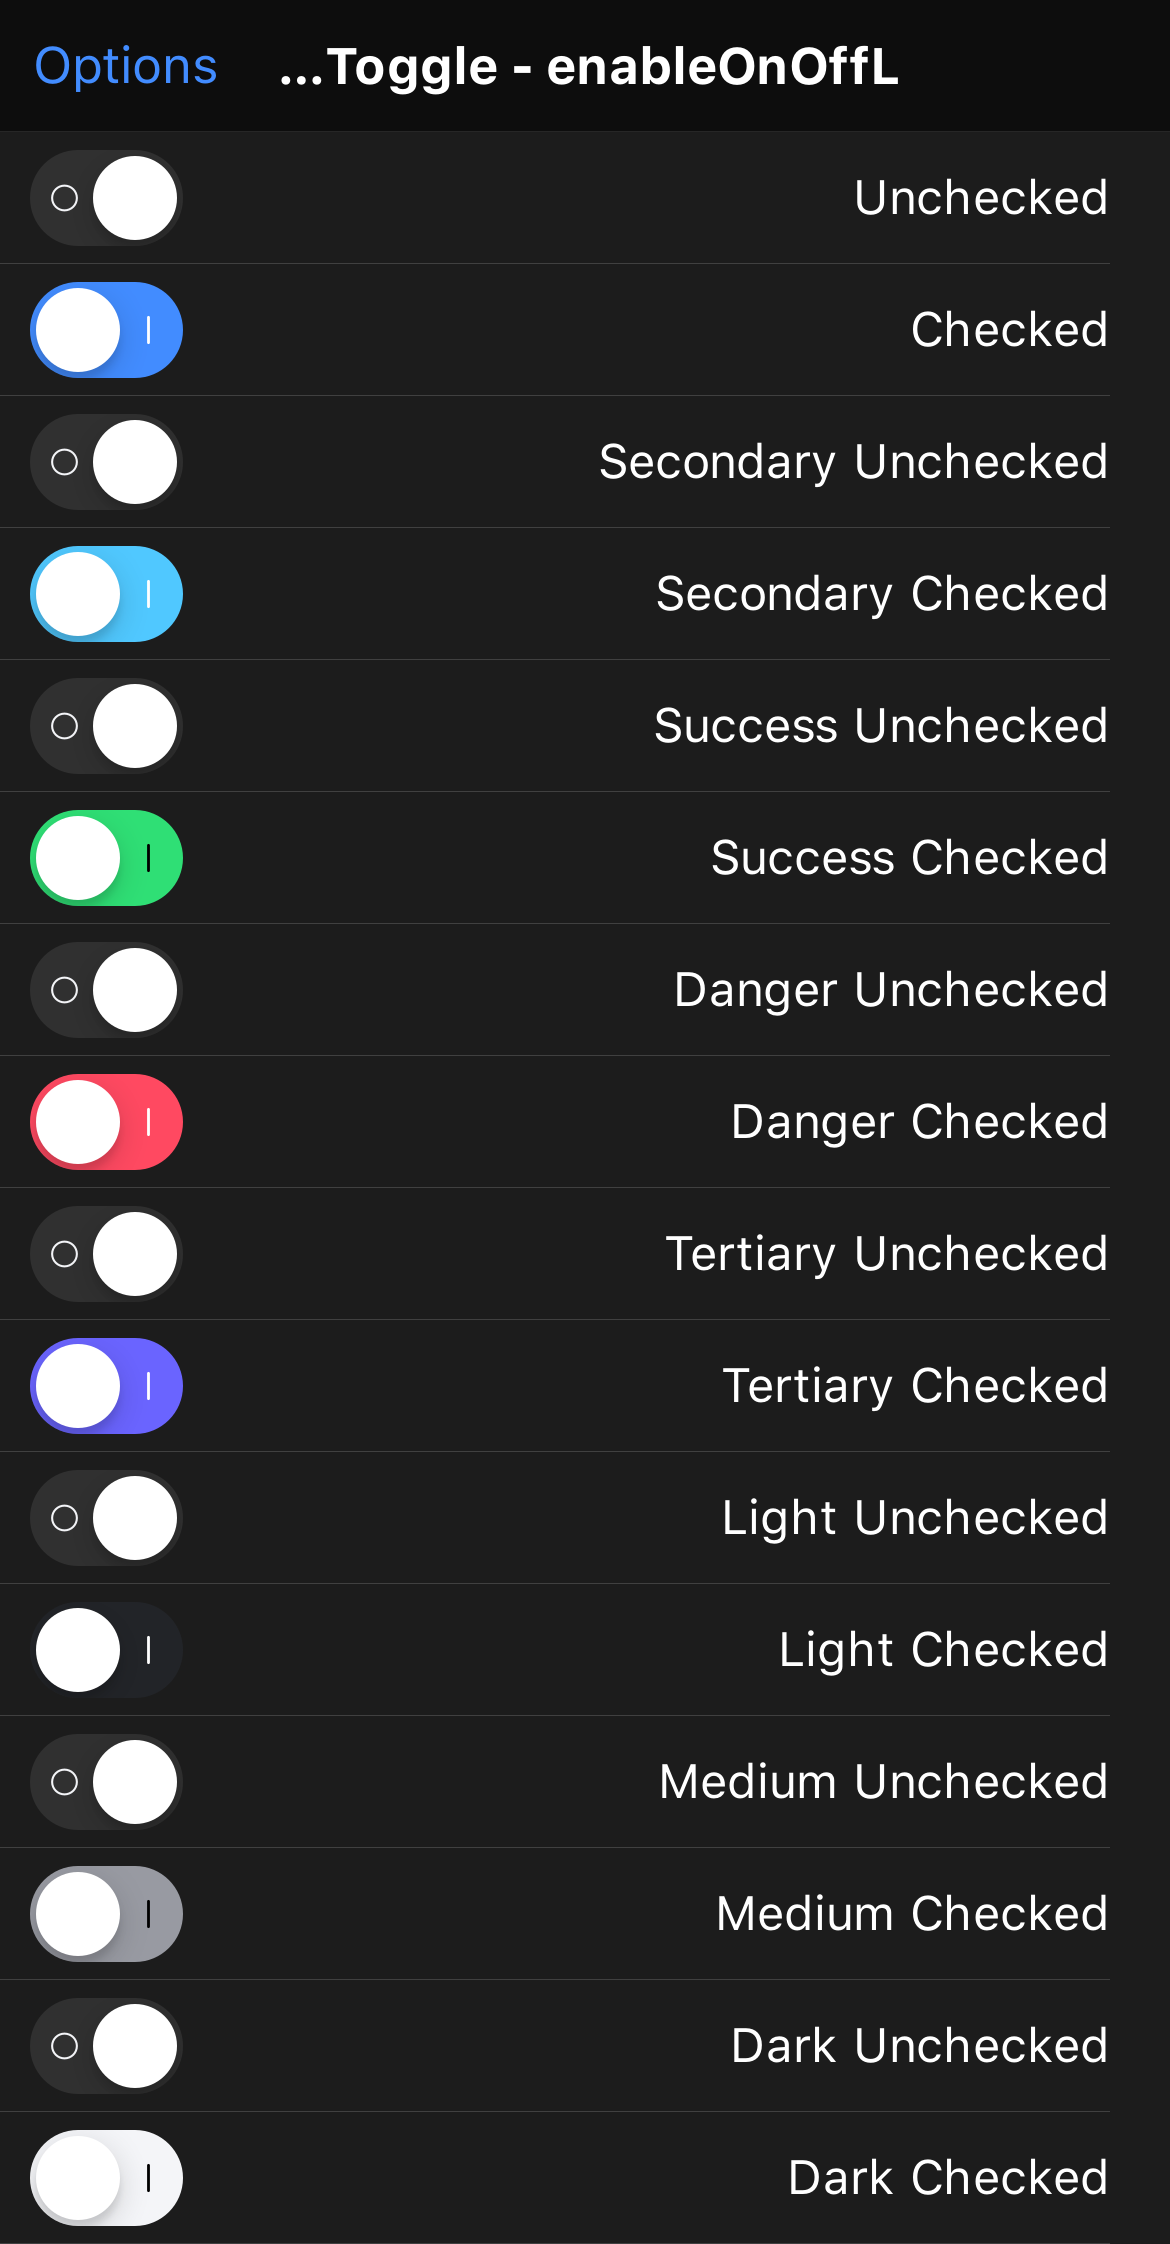 Options
...Toggle - enableOnOffL
Unchecked
Checked
Secondary Unchecked
Secondary Checked
Success Unchecked
Success Checked
Danger Unchecked
Danger Checked
Tertiary Unchecked
Tertiary Checked
Light Unchecked
Light Checked
Medium Unchecked
Medium Checked
Dark Unchecked
Dark Checked